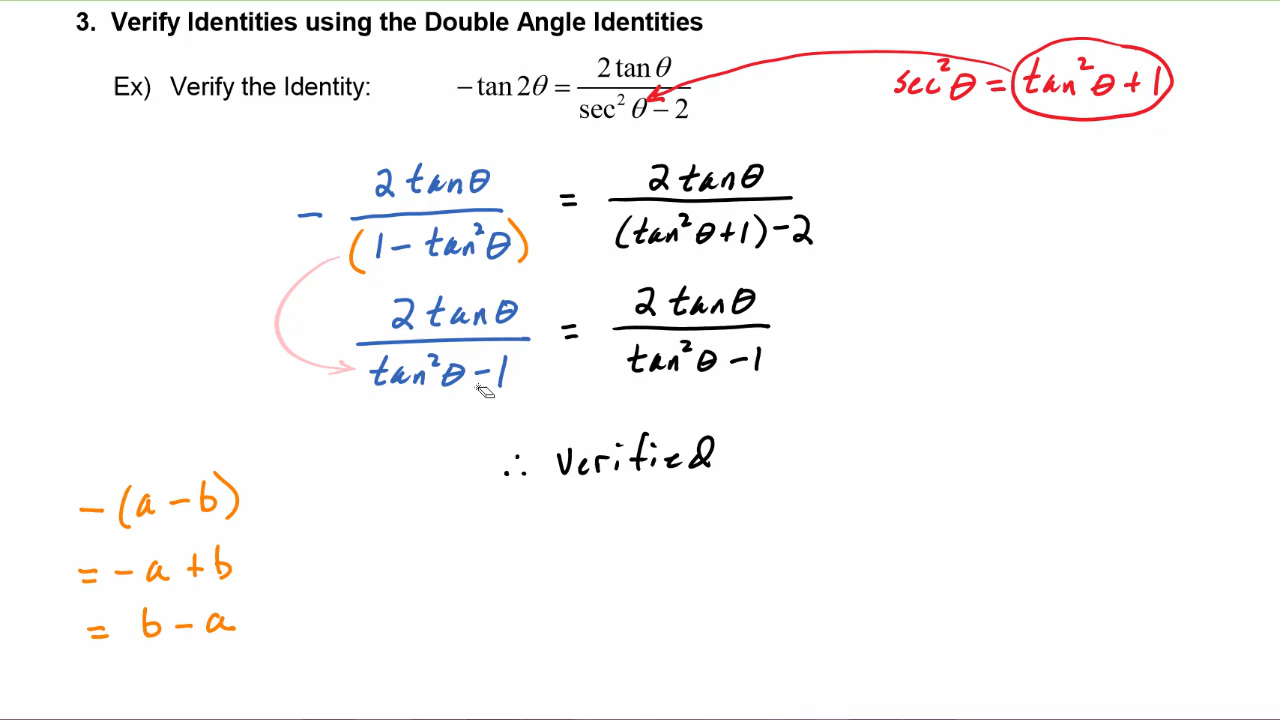 3. Verify Identities using the Double Angle Identities
Ex) Verify the Identity: −tan 2θ = (2 tan θ)/(sec² θ − 2)
sec²θ = tan²θ + 1
− (2 tanθ)/(1 − tan²θ) = (2 tanθ)/((tan²θ+1) − 2)
(2 tanθ)/(tan²θ − 1) = (2 tanθ)/(tan²θ − 1)
∴ Verified
− (a − b)
= − a + b
= b − a